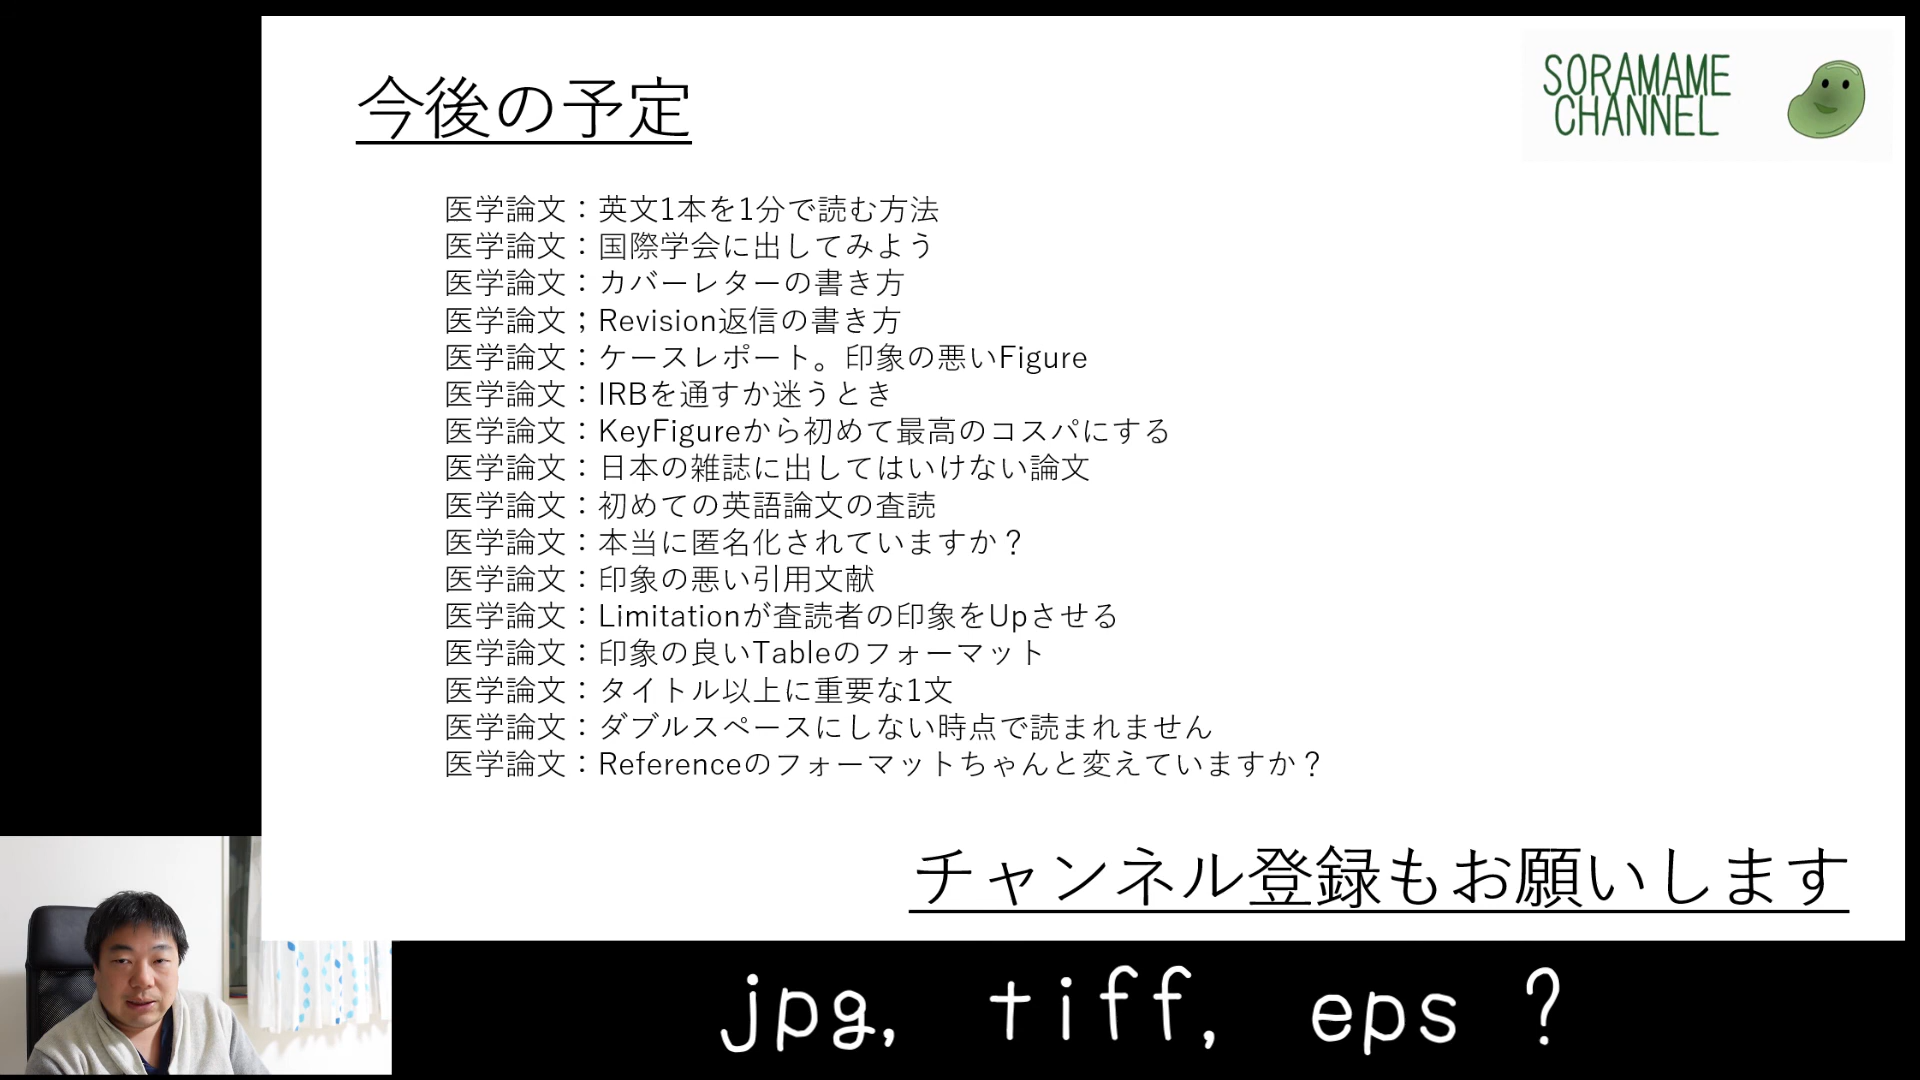 今後の予定
SORAMAME
CHANNEL
医学論文：英文1本を1分で読む方法
医学論文：国際学会に出してみよう
医学論文：カバーレターの書き方
医学論文；Revision返信の書き方
医学論文：ケースレポート。印象の悪いFigure
医学論文：IRBを通すか迷うとき
医学論文：KeyFigureから初めて最高のコスパにする
医学論文：日本の雑誌に出してはいけない論文
医学論文：初めての英語論文の査読
医学論文：本当に匿名化されていますか？
医学論文：印象の悪い引用文献
医学論文：Limitationが査読者の印象をUpさせる
医学論文：印象の良いTableのフォーマット
医学論文：タイトル以上に重要な1文
医学論文：ダブルスペースにしない時点で読まれません
医学論文：Referenceのフォーマットちゃんと変えていますか？
チャンネル登録もお願いします
jpg, tiff, eps ?